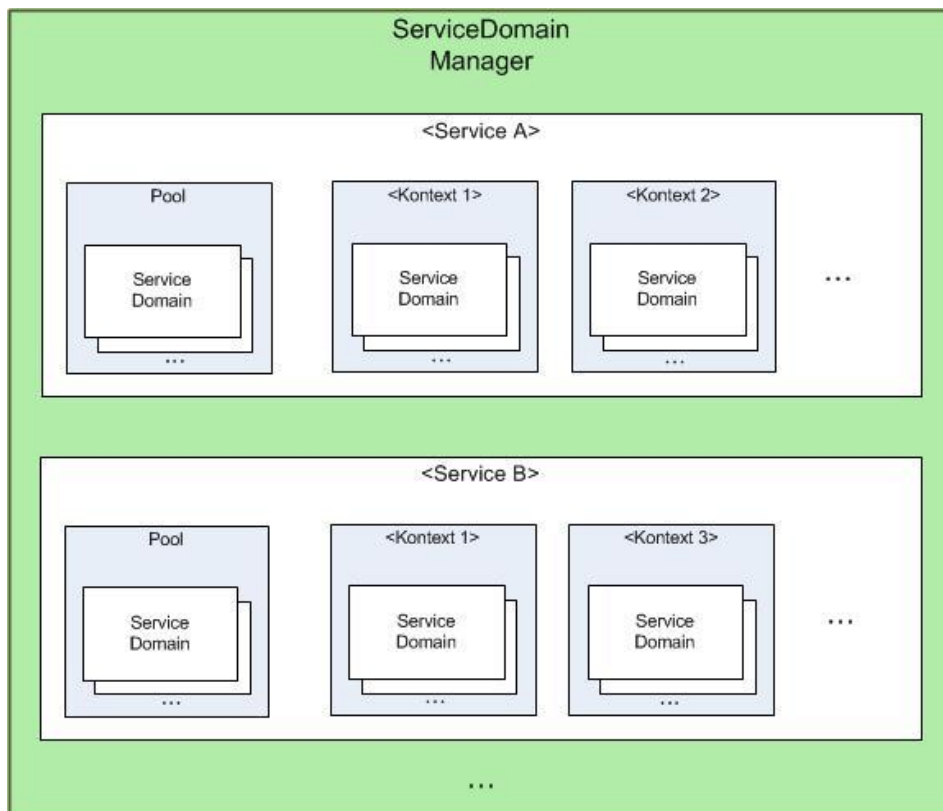 ServiceDomain
Manager
<Service A>
Pool
<Kontext 1>
<Kontext 2>
Service
Domain
Service
Domain
Service
Domain
...
...
...
...
<Service B>
Pool
<Kontext 1>
<Kontext 3>
Service
Domain
Service
Domain
Service
Domain
...
...
...
...
...